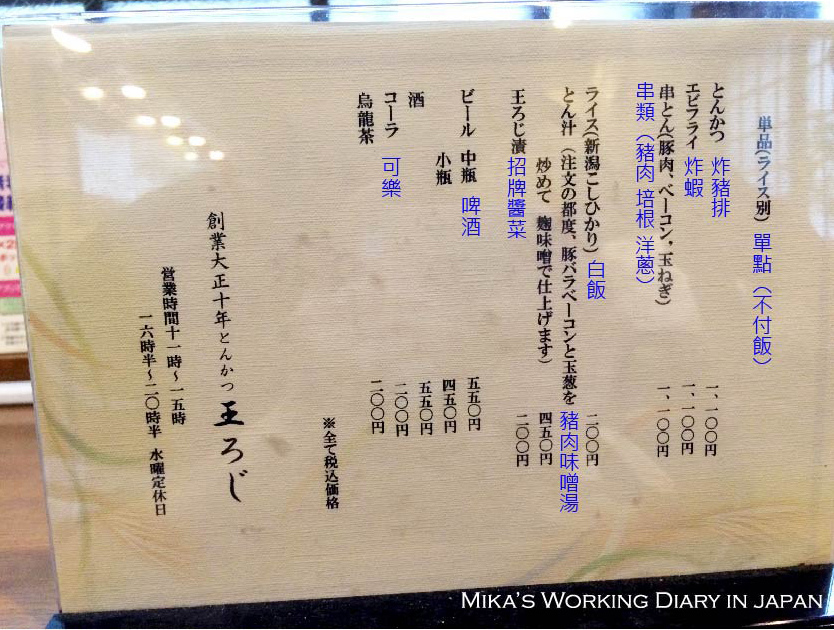 単品(ライス別) 單點（不付飯）
とんかつ 炸豬排 一、一〇〇円
エビフライ 炸蝦 一、一〇〇円
串とん(豚肉、ベーコン,玉ねぎ) 一、一〇〇円
串類（豬肉 培根 洋蔥）
ライス(新潟こしひかり) 白飯 二〇〇円
とん汁（注文の都度、豚バラベーコンと玉葱を 豬肉味噌湯
炒めて 麹味噌で仕上げます) 四五〇円
王ろじ漬 招牌醬菜 二〇〇円
ビール 中瓶 啤酒 五五〇円
小瓶 四五〇円
酒 五五〇円
コーラ 可樂 二〇〇円
烏龍茶 二〇〇円
※全て税込価格
創業大正十年とんかつ 王ろじ
営業時間十一時～一五時
一六時半～二〇時半 水曜定休日
MIKA'S WORKING DIARY IN JAPAN